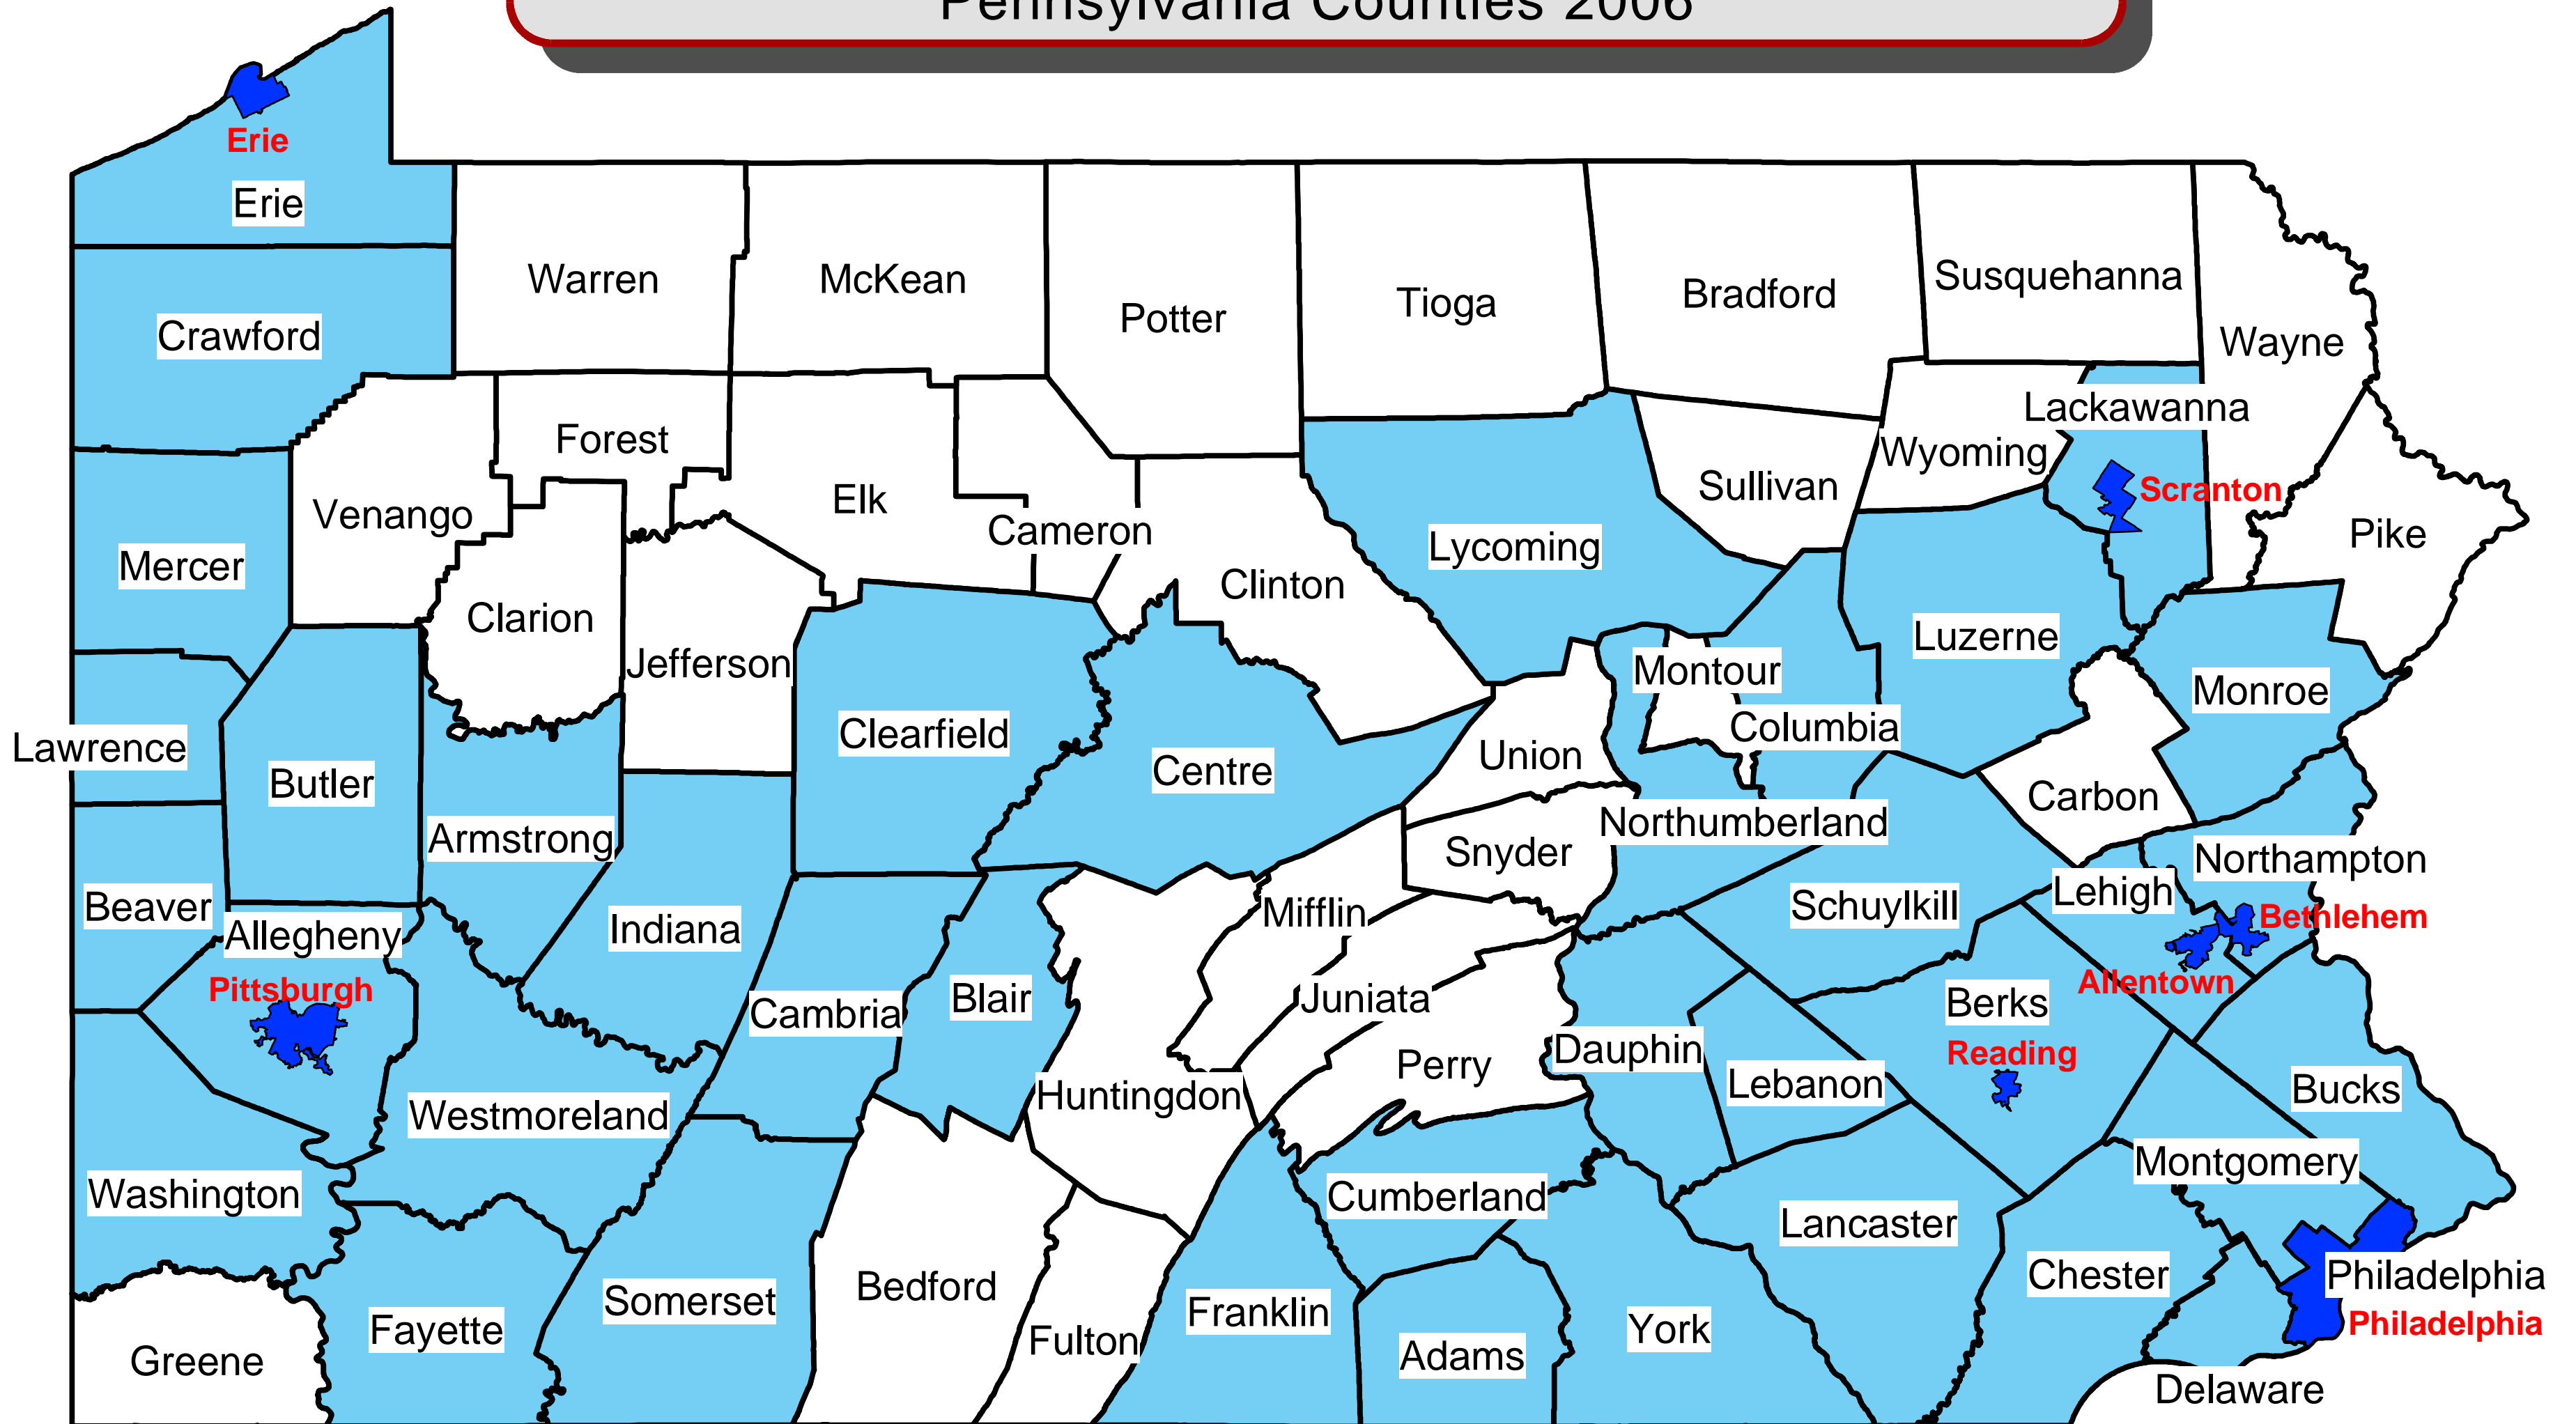 Pennsylvania Counties 2006
Erie
Erie
Warren
McKean
Potter
Tioga
Bradford
Susquehanna
Wayne
Crawford
Lackawanna
Forest
Wyoming
Venango
Elk
Sullivan
Scranton
Cameron
Pike
Mercer
Lycoming
Clinton
Clarion
Luzerne
Jefferson
Montour
Monroe
Lawrence
Clearfield
Columbia
Butler
Centre
Union
Carbon
Armstrong
Northumberland
Snyder
Northampton
Beaver
Lehigh
Schuylkill
Mifflin
Bethlehem
Allegheny
Indiana
Pittsburgh
Allentown
Blair
Juniata
Berks
Cambria
Dauphin
Reading
Perry
Lebanon
Bucks
Huntingdon
Westmoreland
Montgomery
Washington
Cumberland
Lancaster
Chester
Philadelphia
Bedford
Somerset
Franklin
Philadelphia
Fayette
York
Fulton
Adams
Greene
Delaware